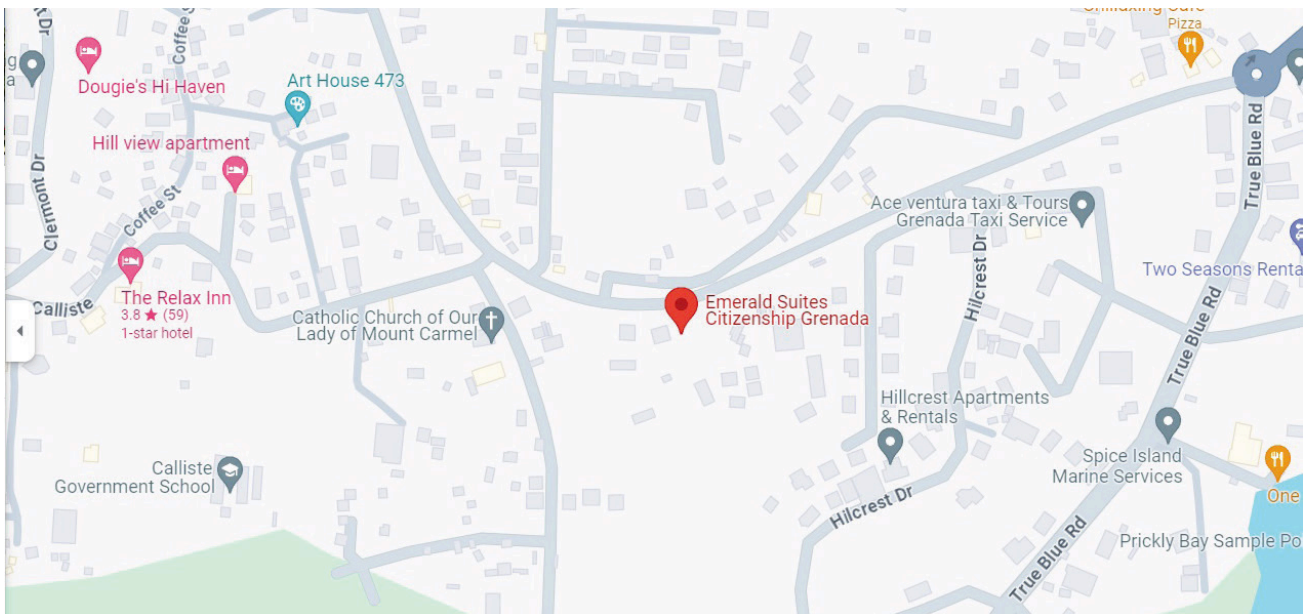 Chillaxing Cafe
Pizza
Dougie's Hi Haven
Coffee St
Art House 473
Hill view apartment
Clermont Dr
Coffee St
True Blue Rd
Ace ventura taxi & Tours
Grenada Taxi Service
Two Seasons Renta
The Relax Inn
3.8 ★ (59)
1-star hotel
Calliste
Emerald Suites
Citizenship Grenada
Catholic Church of Our
Lady of Mount Carmel
Hilcrest Dr
True Blue Rd
Hillcrest Apartments
& Rentals
Calliste
Government School
Spice Island
Marine Services
One
Hilcrest Dr
Prickly Bay Sample Po
True Blue Rd